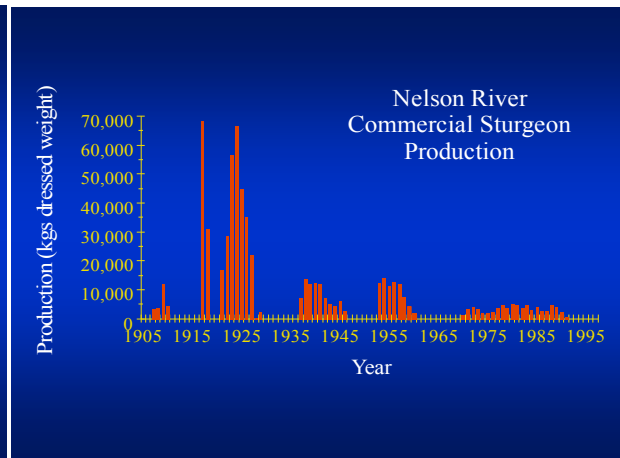 Nelson River
Commercial Sturgeon
Production
Production (kgs dressed weight)
70,000
60,000
50,000
40,000
30,000
20,000
10,000
0
1905 1915 1925 1935 1945 1955 1965 1975 1985 1995
Year